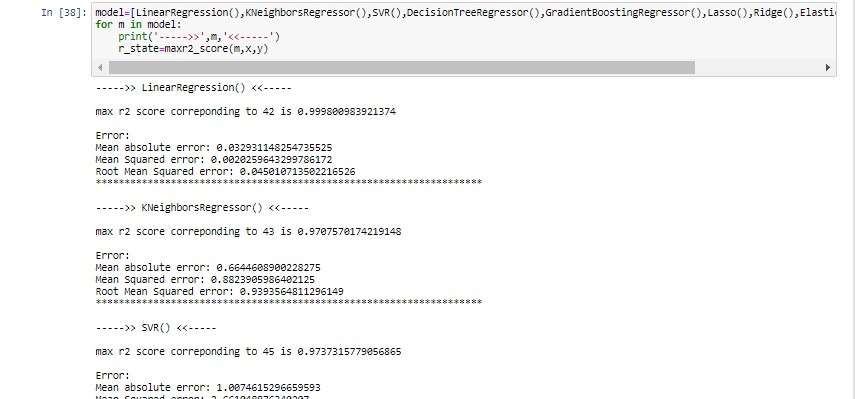 In [38]: model=[LinearRegression(),KNeighborsRegressor(),SVR(),DecisionTreeRegressor(),GradientBoostingRegressor(),Lasso(),Ridge(),Elastic
for m in model:
print('----->>',m,'<<-----')
r_state=maxr2_score(m,x,y)
----->> LinearRegression() <<-----
max r2 score correponding to 42 is 0.999800983921374
Error:
Mean absolute error: 0.032931148254735525
Mean Squared error: 0.0020259643299786172
Root Mean Squared error: 0.045010713502216526
*******************************************************************
----->> KNeighborsRegressor() <<-----
max r2 score correponding to 43 is 0.9707570174219148
Error:
Mean absolute error: 0.6644608900228275
Mean Squared error: 0.8823905986402125
Root Mean Squared error: 0.9393564811296149
*******************************************************************
----->> SVR() <<-----
max r2 score correponding to 45 is 0.9737315779056865
Error:
Mean absolute error: 1.0074615296659593
Mean Squared error: